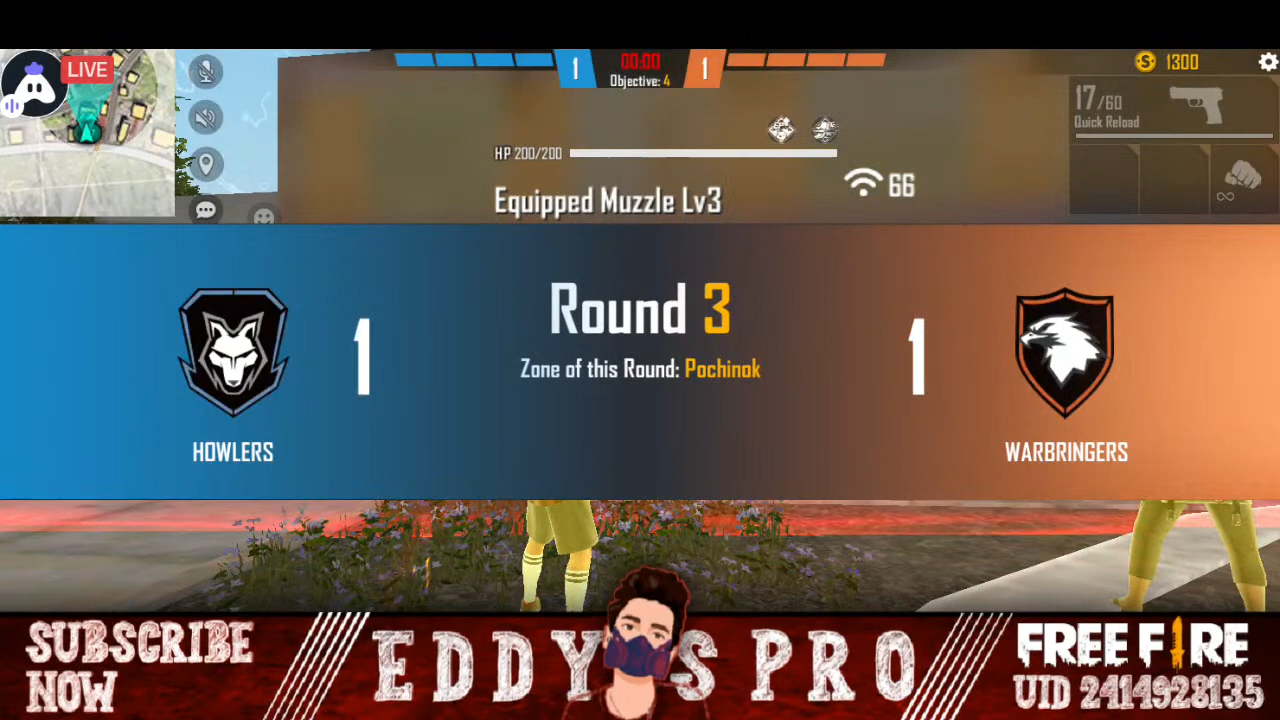 LIVE
1
00:00
1
Objective: 4
1300
17/60
Quick Reload
HP 200/200
66
Equipped Muzzle Lv3
∞
Round 3
1
1
Zone of this Round: Pochinok
HOWLERS
WARBRINGERS
SUBSCRIBE
NOW
EDDY S PRO
FREE FIRE
UID 2414928135